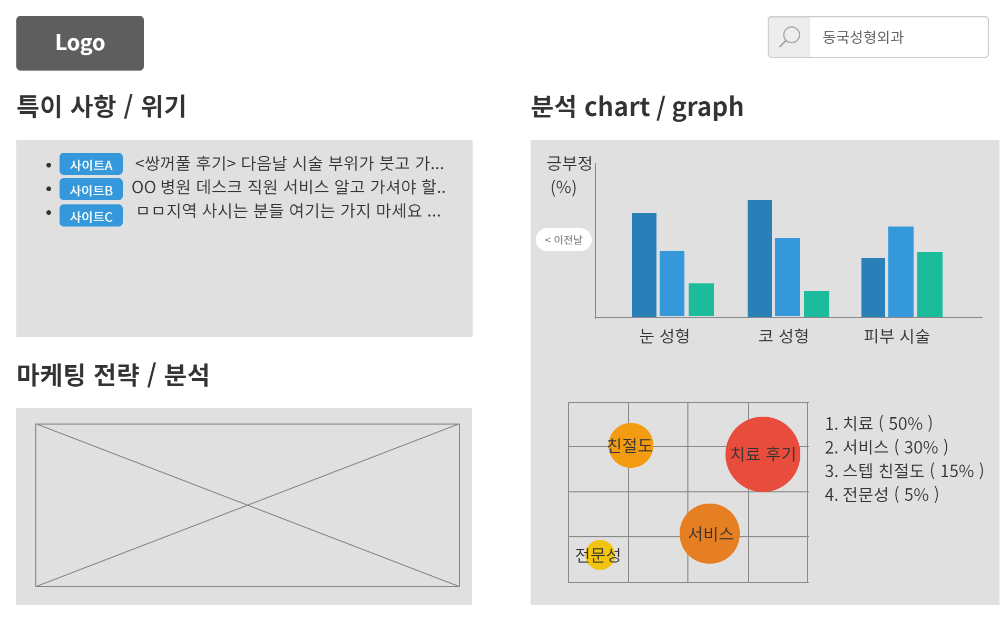 Logo
동국성형외과
특이 사항 / 위기
사이트A <쌍꺼풀 후기> 다음날 시술 부위가 붓고 가...
사이트B OO 병원 데스크 직원 서비스 알고 가셔야 할..
사이트C ㅁㅁ지역 사시는 분들 여기는 가지 마세요 ...
마케팅 전략 / 분석
분석 chart / graph
긍부정
(%)
< 이전날
눈 성형
코 성형
피부 시술
친절도
치료 후기
서비스
전문성
1. 치료 ( 50% )
2. 서비스 ( 30% )
3. 스텝 친절도 ( 15% )
4. 전문성 ( 5% )